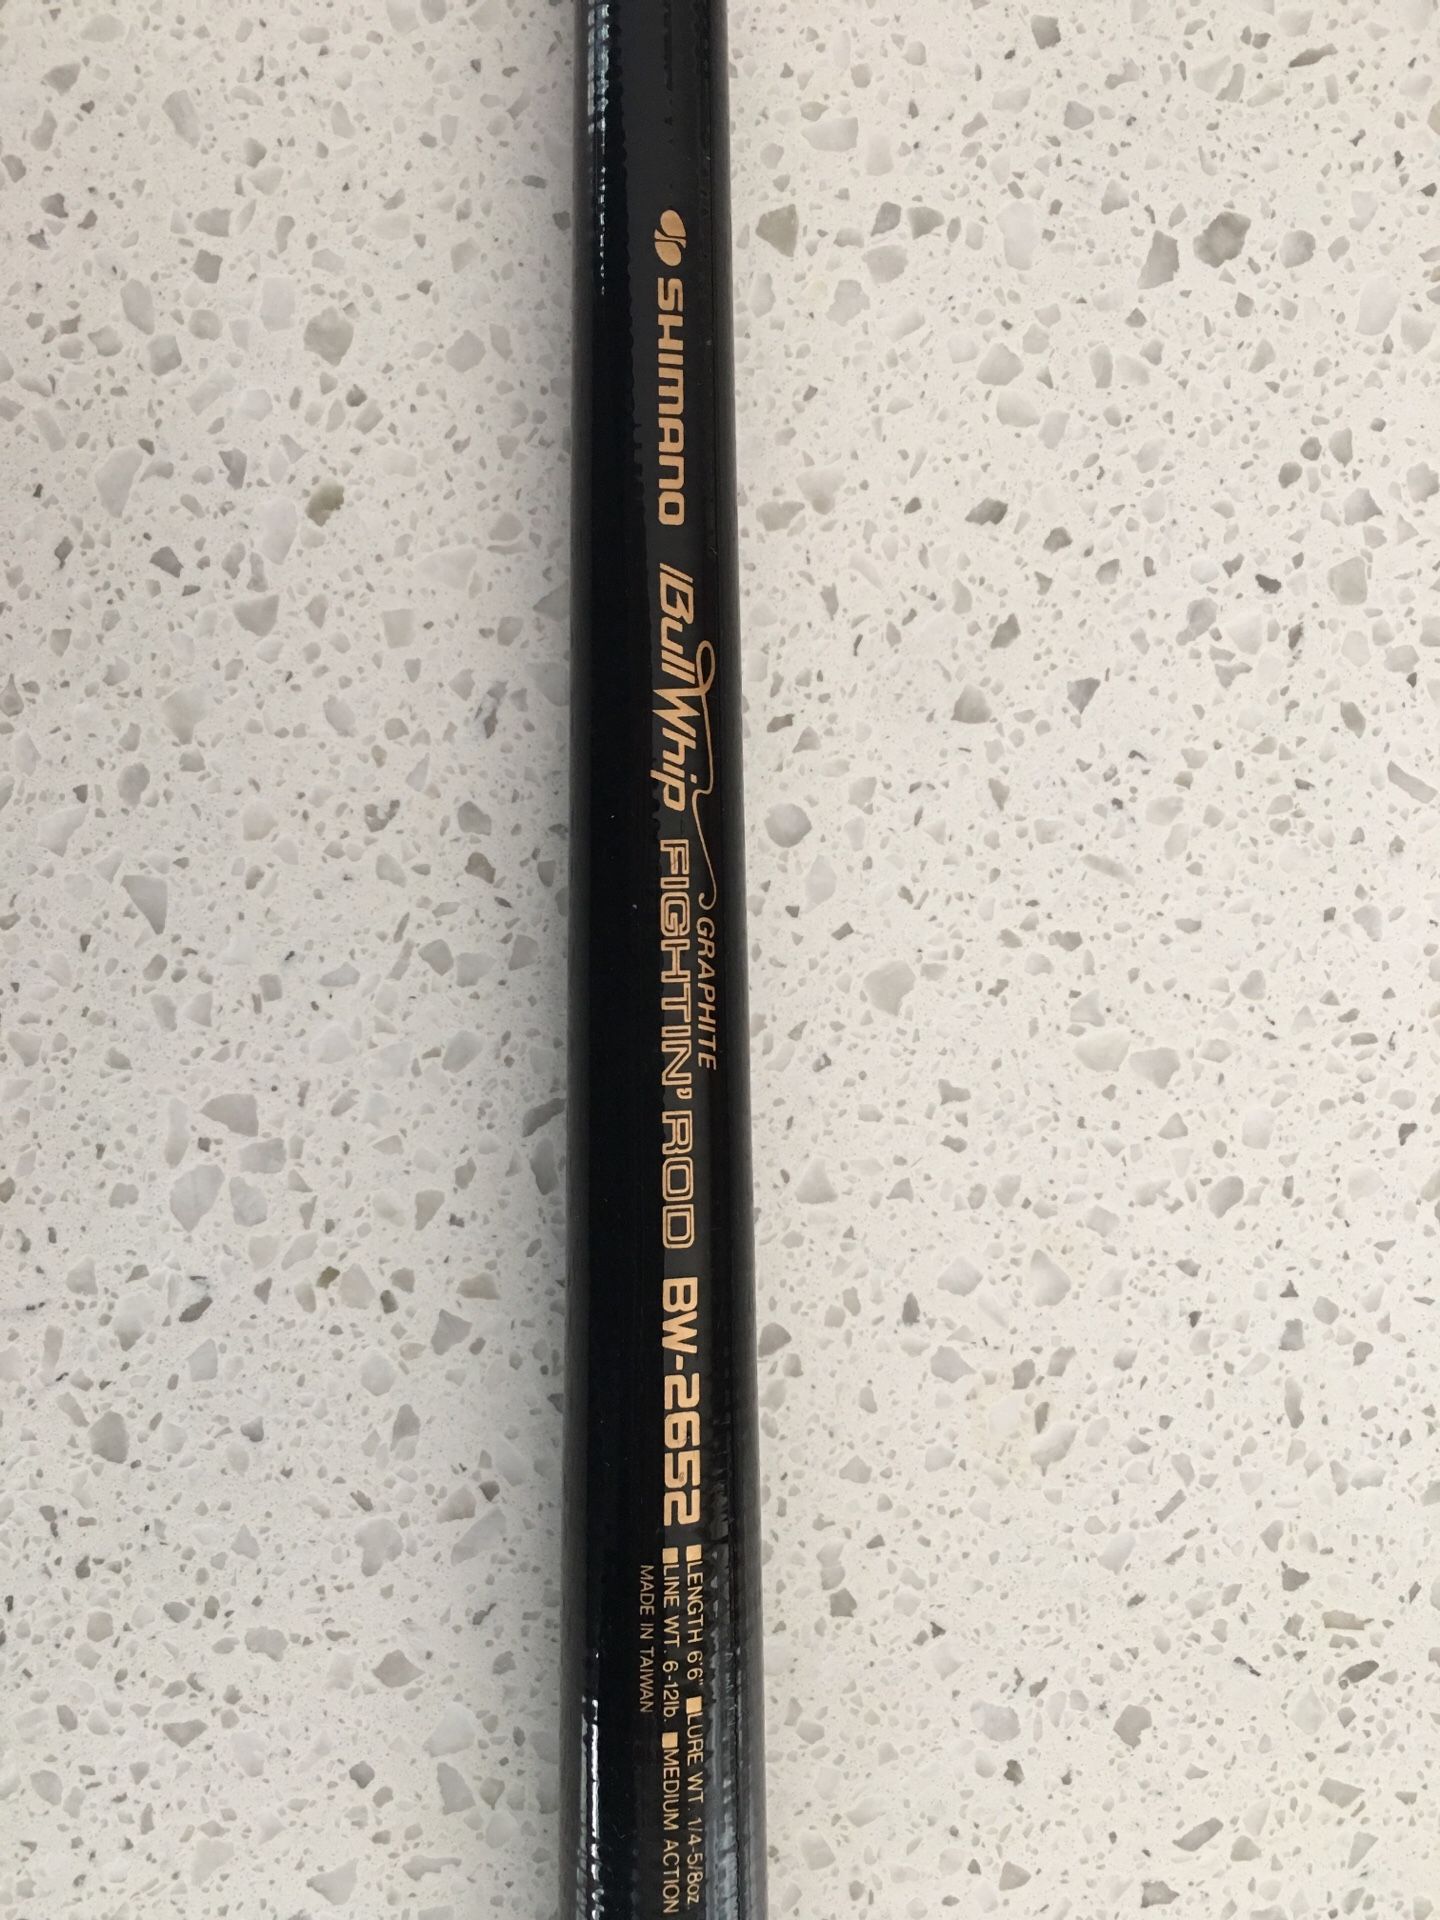 SHIMANO BullWhip FIGHTIN' ROD BW-2652
GRAPHITE
LENGTH 6'6" LURE WT. 1/4-5/8oz.
LINE WT. 6-12lb. MEDIUM ACTION
MADE IN TAIWAN